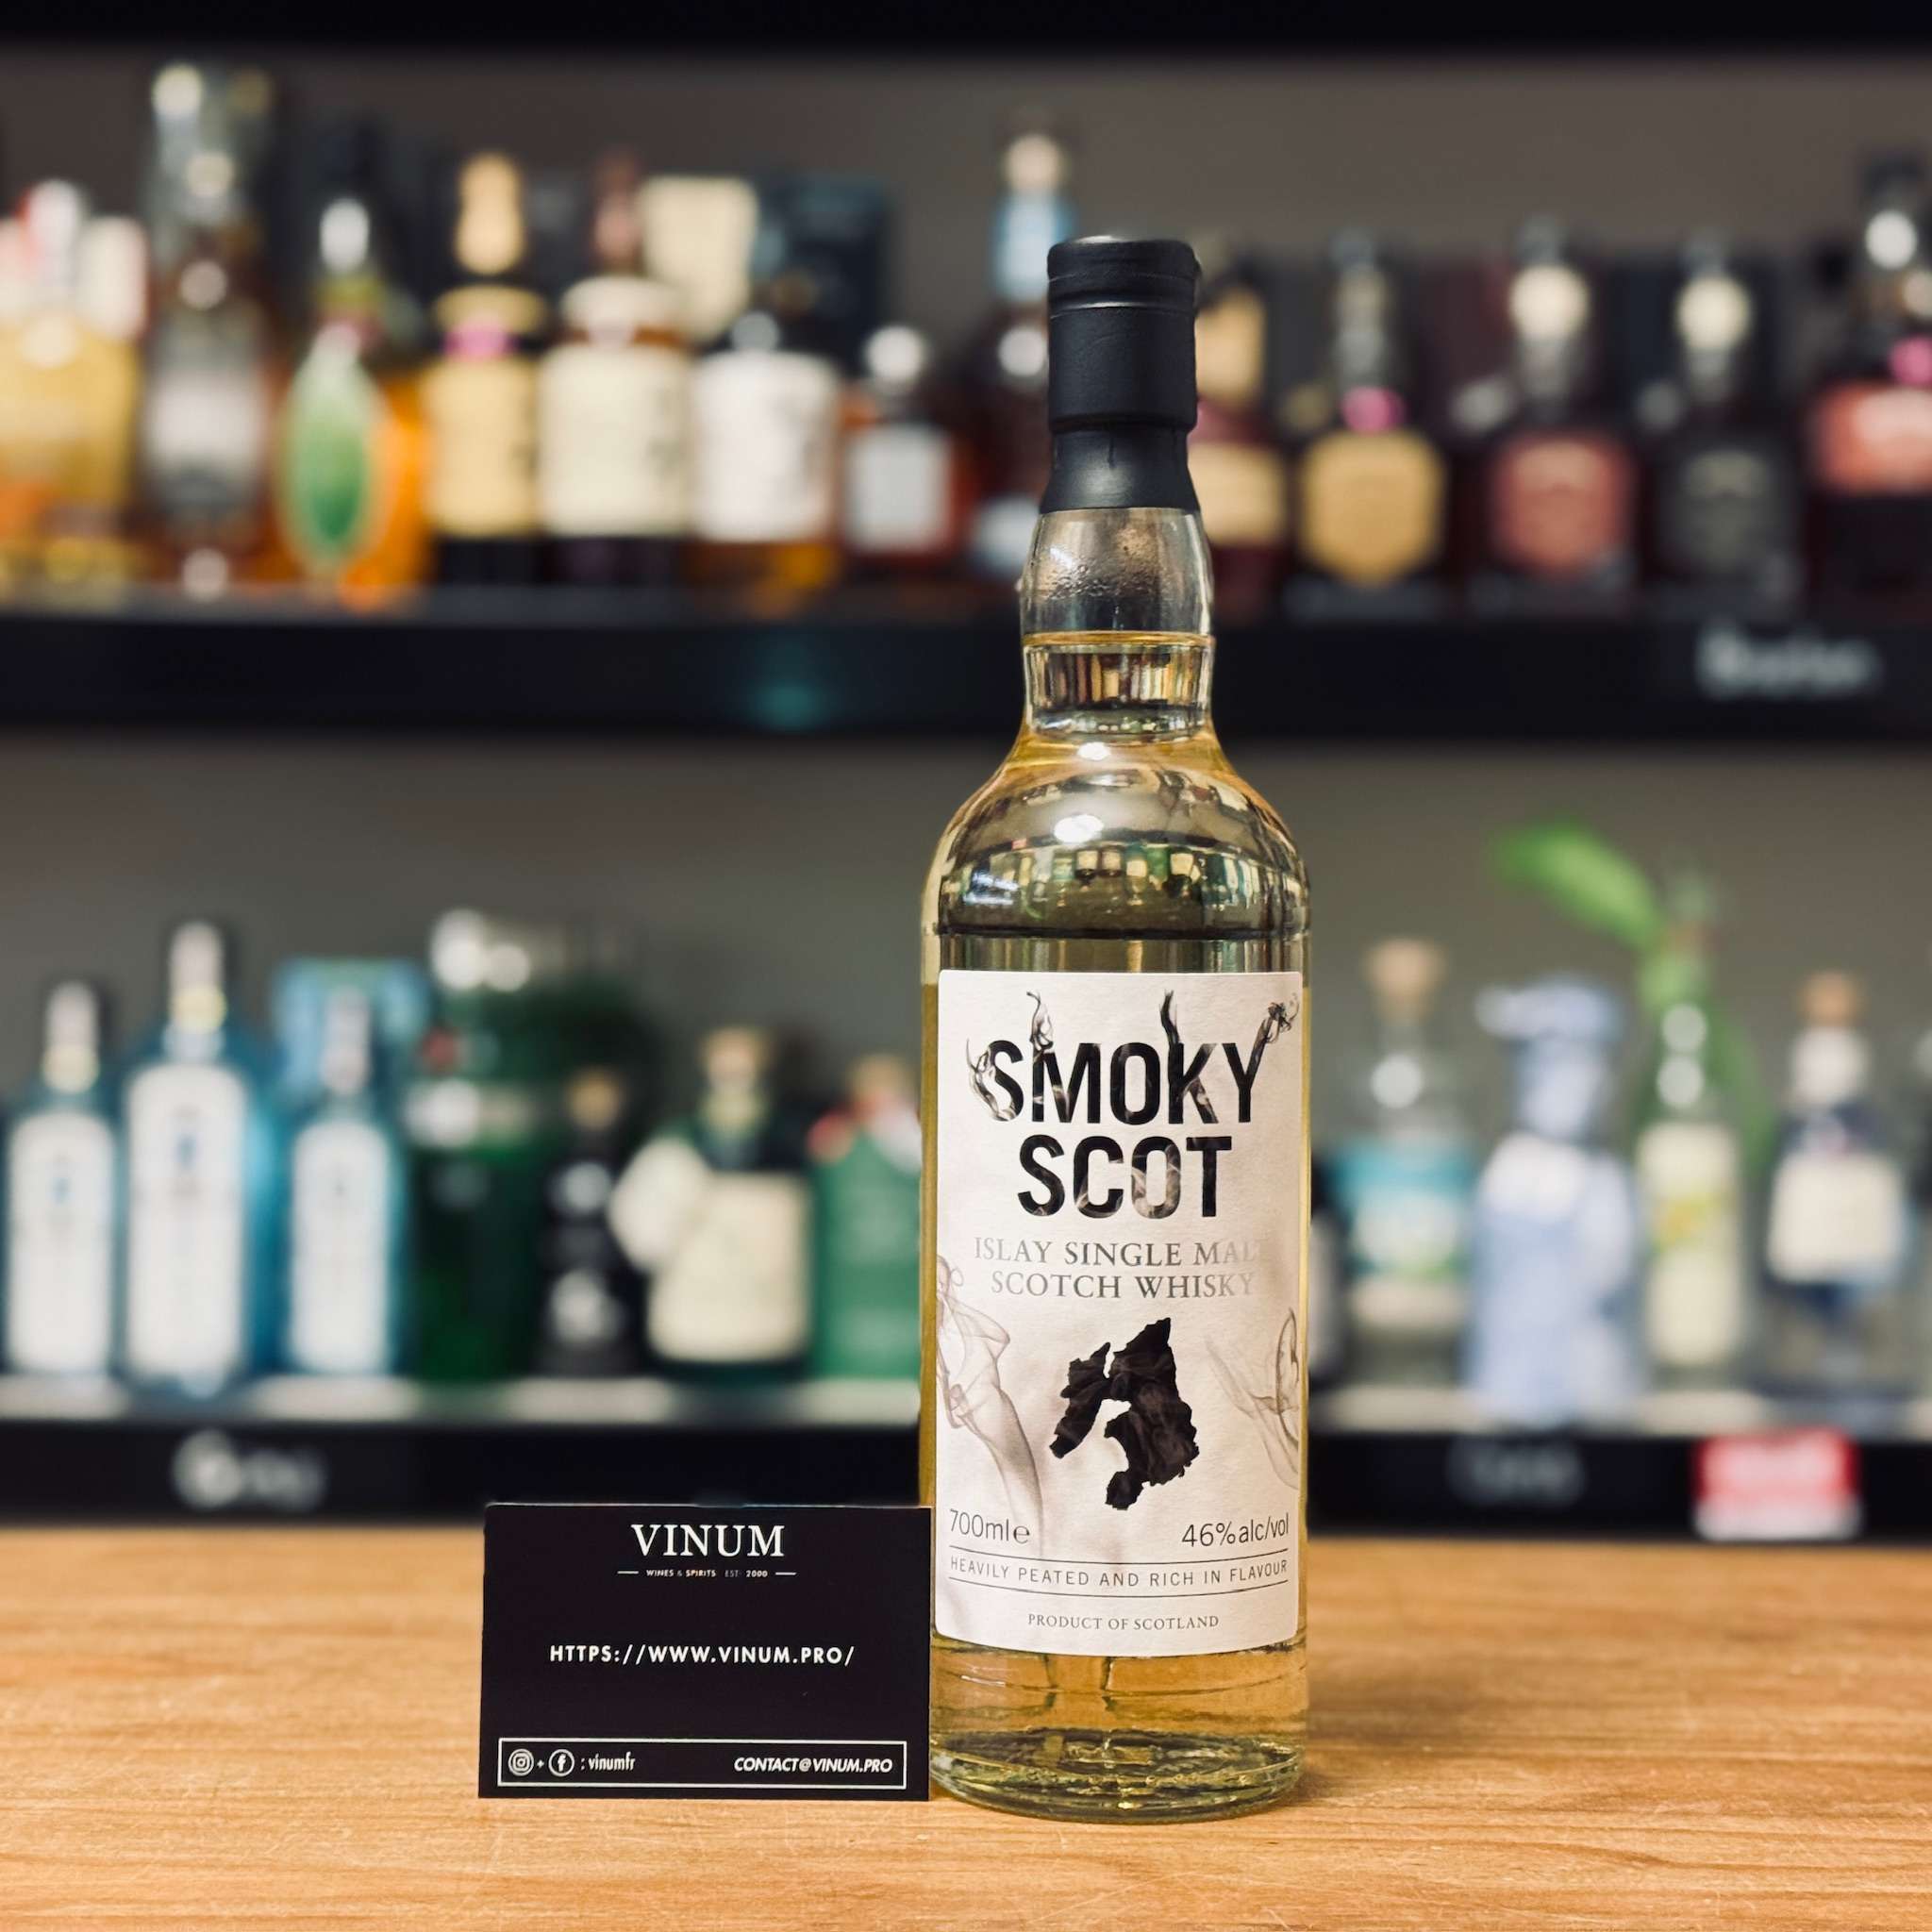 SMOKY
SCOT
ISLAY SINGLE MALT
SCOTCH WHISKY
700ml℮ 46%alc/vol
HEAVILY PEATED AND RICH IN FLAVOUR
PRODUCT OF SCOTLAND
VINUM
WINES & SPIRITS EST 2000
HTTPS://WWW.VINUM.PRO/
+ : vinumfr CONTACT@VINUM.PRO